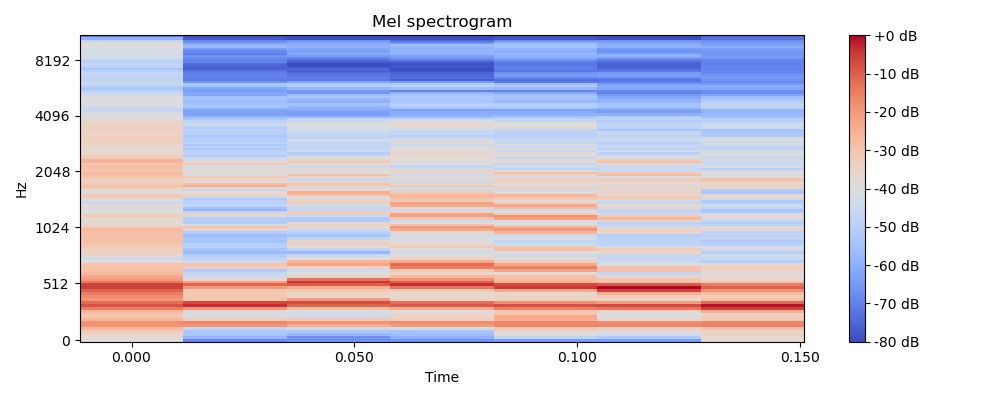 Mel spectrogram
Hz
8192
4096
2048
1024
512
0
0.000
0.050
0.100
0.150
Time
+0 dB
-10 dB
-20 dB
-30 dB
-40 dB
-50 dB
-60 dB
-70 dB
-80 dB